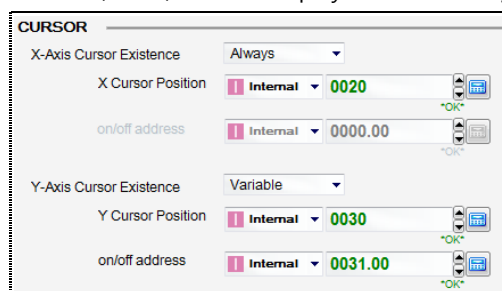 CURSOR
X-Axis Cursor Existence Always
X Cursor Position Internal 0020
*OK*
on/off address Internal 0000.00
*OK*
Y-Axis Cursor Existence Variable
Y Cursor Position Internal 0030
*OK*
on/off address Internal 0031.00
*OK*